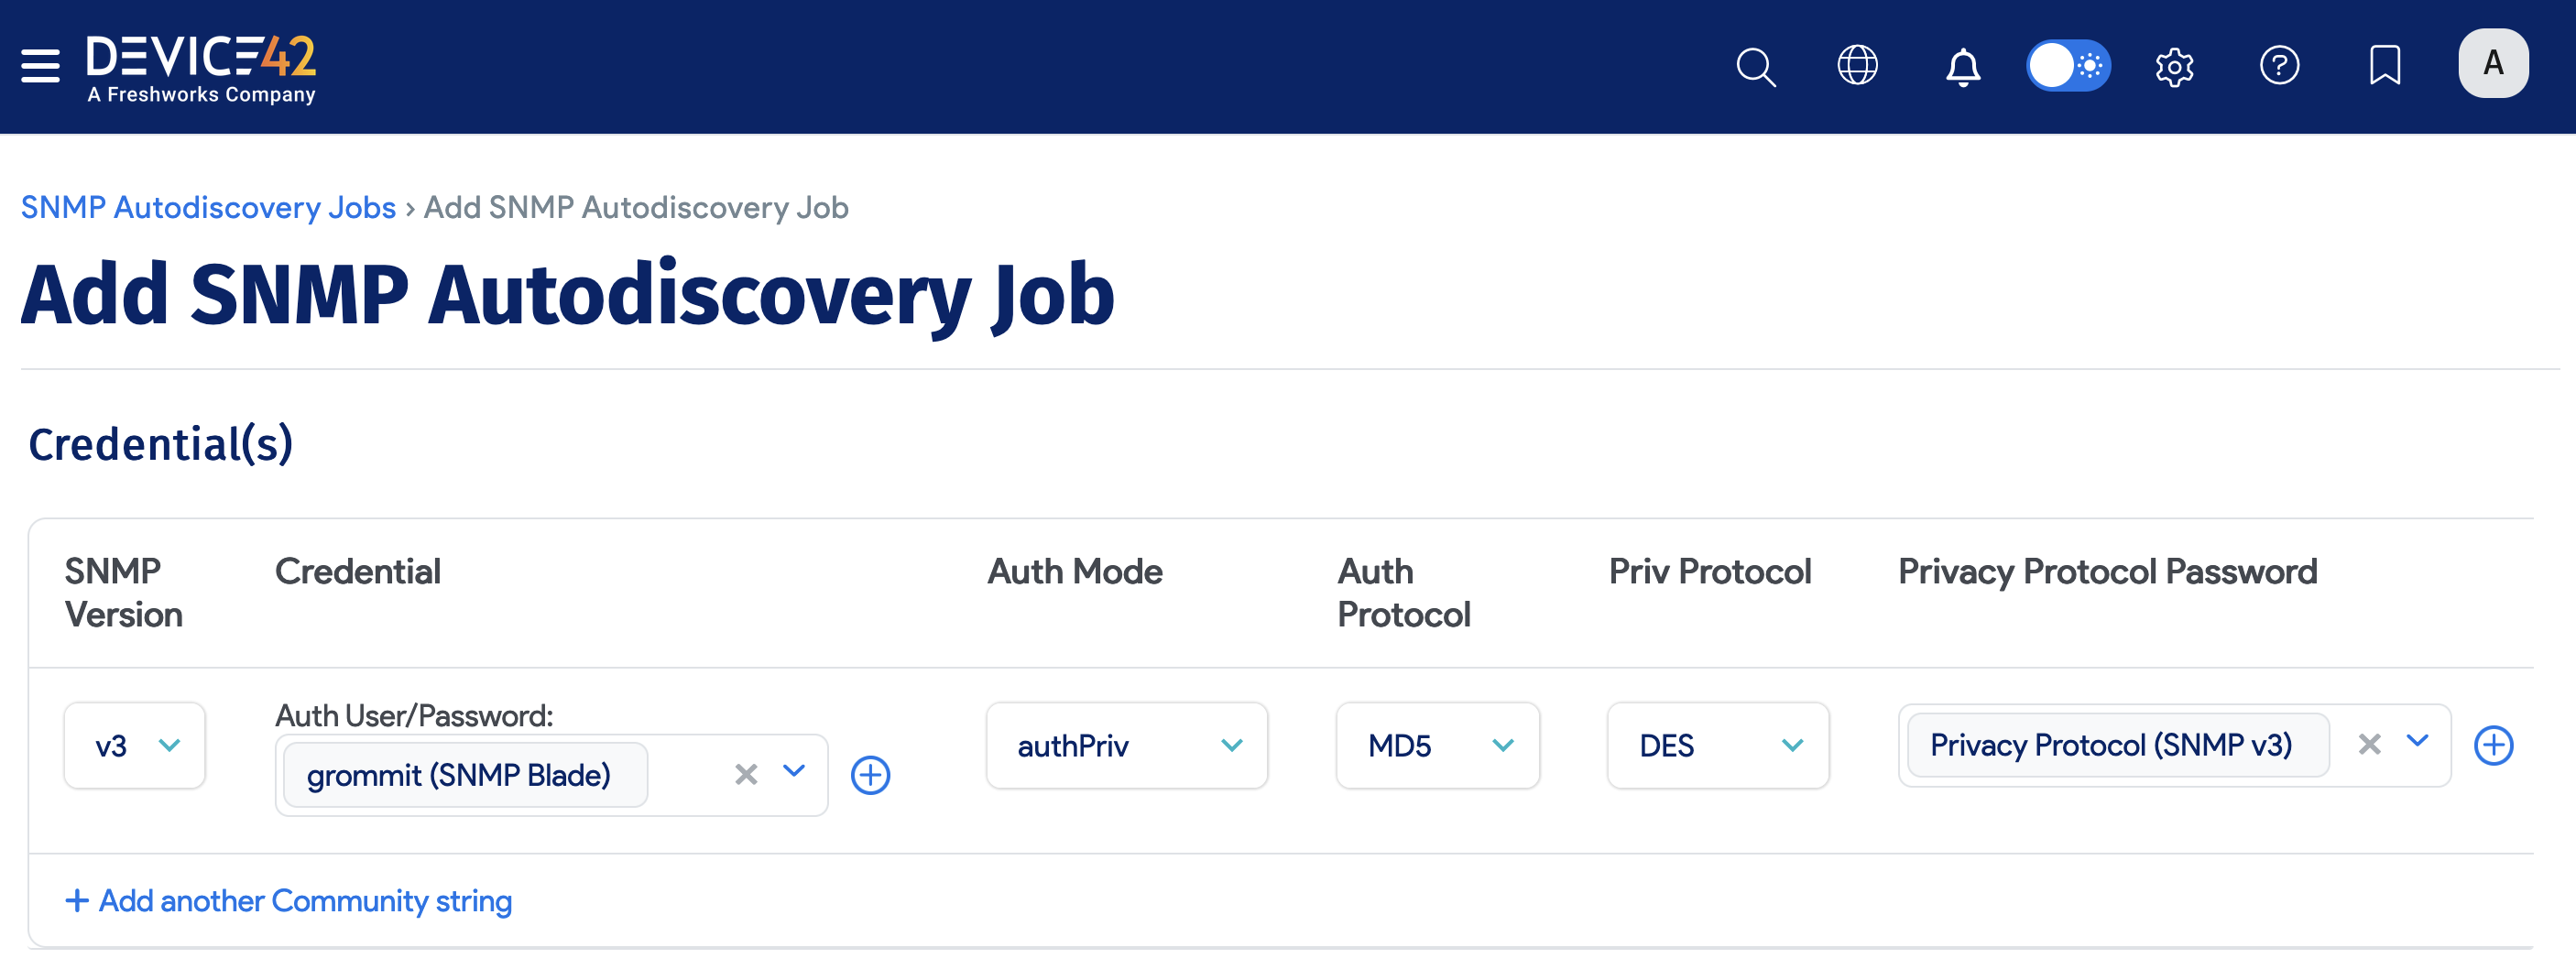 DEVICE42
A Freshworks Company
A
SNMP Autodiscovery Jobs › Add SNMP Autodiscovery Job
Add SNMP Autodiscovery Job
Credential(s)
SNMP Version
Credential
Auth Mode
Auth Protocol
Priv Protocol
Privacy Protocol Password
v3
Auth User/Password:
grommit (SNMP Blade)
authPriv
MD5
DES
Privacy Protocol (SNMP v3)
+ Add another Community string